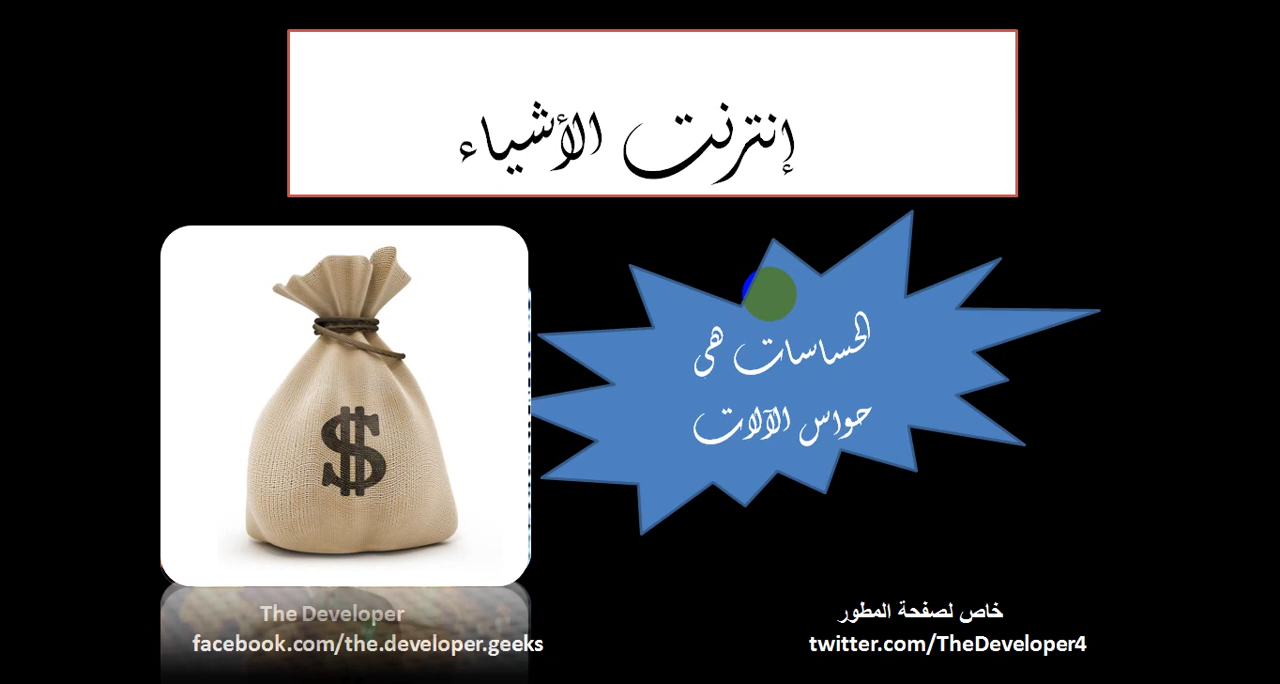 إنترنت الأشياء
الحساسات هي
حواس الآلات
$
The Developer
facebook.com/the.developer.geeks
خاص لصفحة المطور
twitter.com/TheDeveloper4